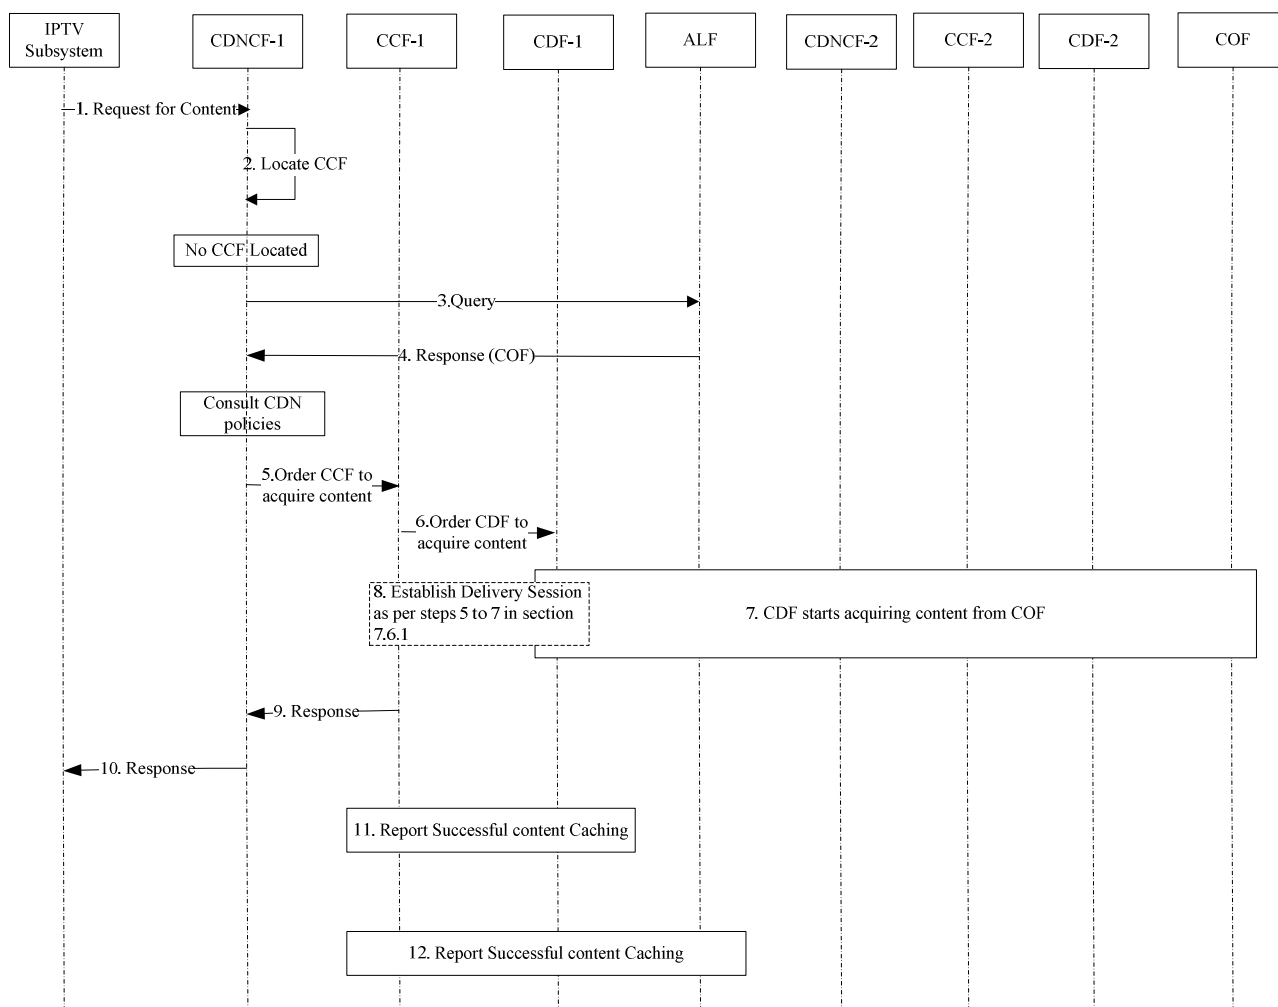 IPTV
Subsystem
CDNCF-1
CCF-1
CDF-1
ALF
CDNCF-2
CCF-2
CDF-2
COF
1. Request for Content
2. Locate CCF
No CCF Located
3.Query
4. Response (COF)
Consult CDN
policies
5.Order CCF to
acquire content
6.Order CDF to
acquire content
8. Establish Delivery Session
as per steps 5 to 7 in section
7.6.1
7. CDF starts acquiring content from COF
9. Response
10. Response
11. Report Successful content Caching
12. Report Successful content Caching